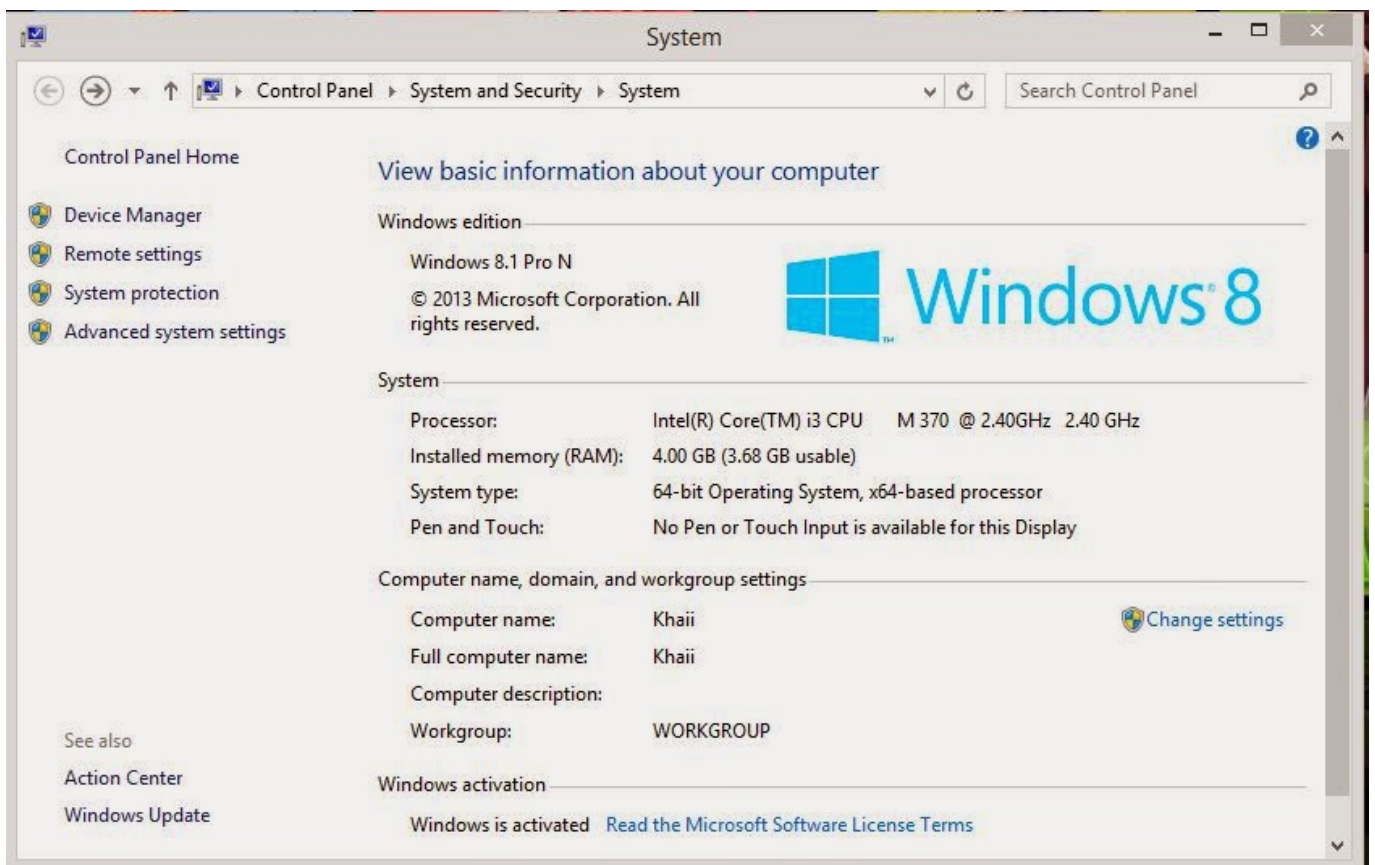 System
Control Panel System and Security System
Search Control Panel
Control Panel Home
Device Manager
Remote settings
System protection
Advanced system settings
See also
Action Center
Windows Update
View basic information about your computer
Windows edition
Windows 8.1 Pro N
© 2013 Microsoft Corporation. All
rights reserved.
Windows® 8
TM
System
Processor: Intel(R) Core(TM) i3 CPU M 370 @ 2.40GHz 2.40 GHz
Installed memory (RAM): 4.00 GB (3.68 GB usable)
System type: 64-bit Operating System, x64-based processor
Pen and Touch: No Pen or Touch Input is available for this Display
Computer name, domain, and workgroup settings
Computer name: Khaii
Change settings
Full computer name: Khaii
Computer description:
Workgroup: WORKGROUP
Windows activation
Windows is activated Read the Microsoft Software License Terms